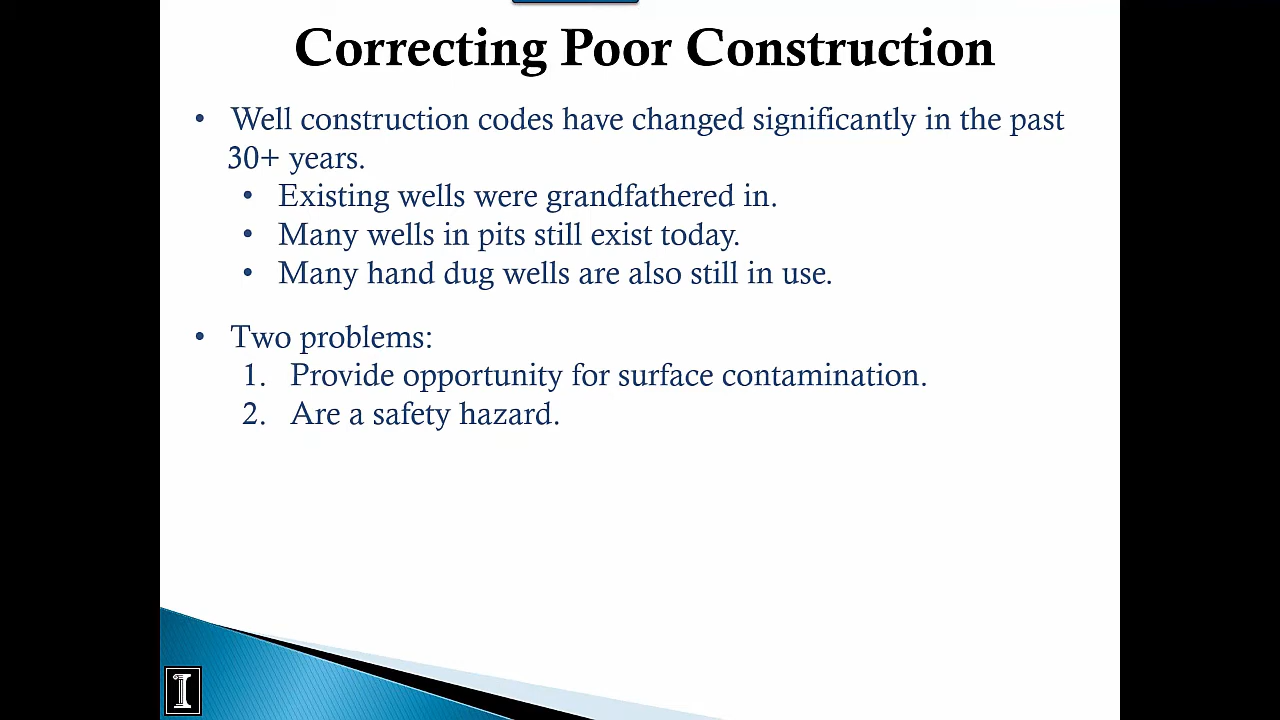 Correcting Poor Construction
• Well construction codes have changed significantly in the past
30+ years.
• Existing wells were grandfathered in.
• Many wells in pits still exist today.
• Many hand dug wells are also still in use.
• Two problems:
1. Provide opportunity for surface contamination.
2. Are a safety hazard.
I